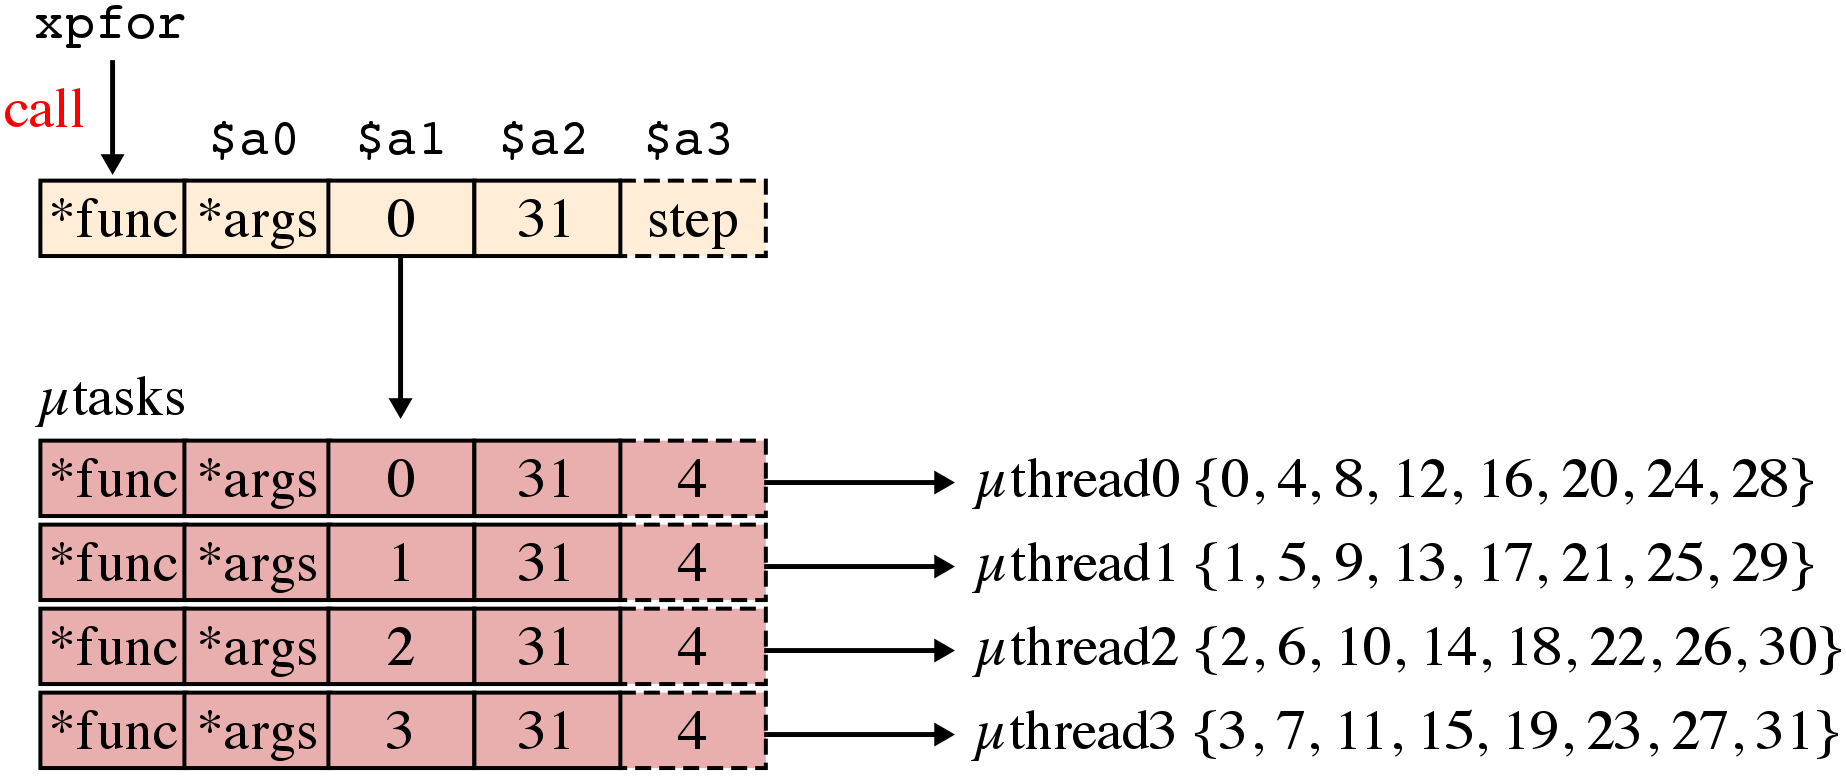 xpfor
call
$a0 $a1 $a2 $a3
*func *args 0 31 step
µtasks
*func *args 0 31 4 µthread0 {0, 4, 8, 12, 16, 20, 24, 28}
*func *args 1 31 4 µthread1 {1, 5, 9, 13, 17, 21, 25, 29}
*func *args 2 31 4 µthread2 {2, 6, 10, 14, 18, 22, 26, 30}
*func *args 3 31 4 µthread3 {3, 7, 11, 15, 19, 23, 27, 31}